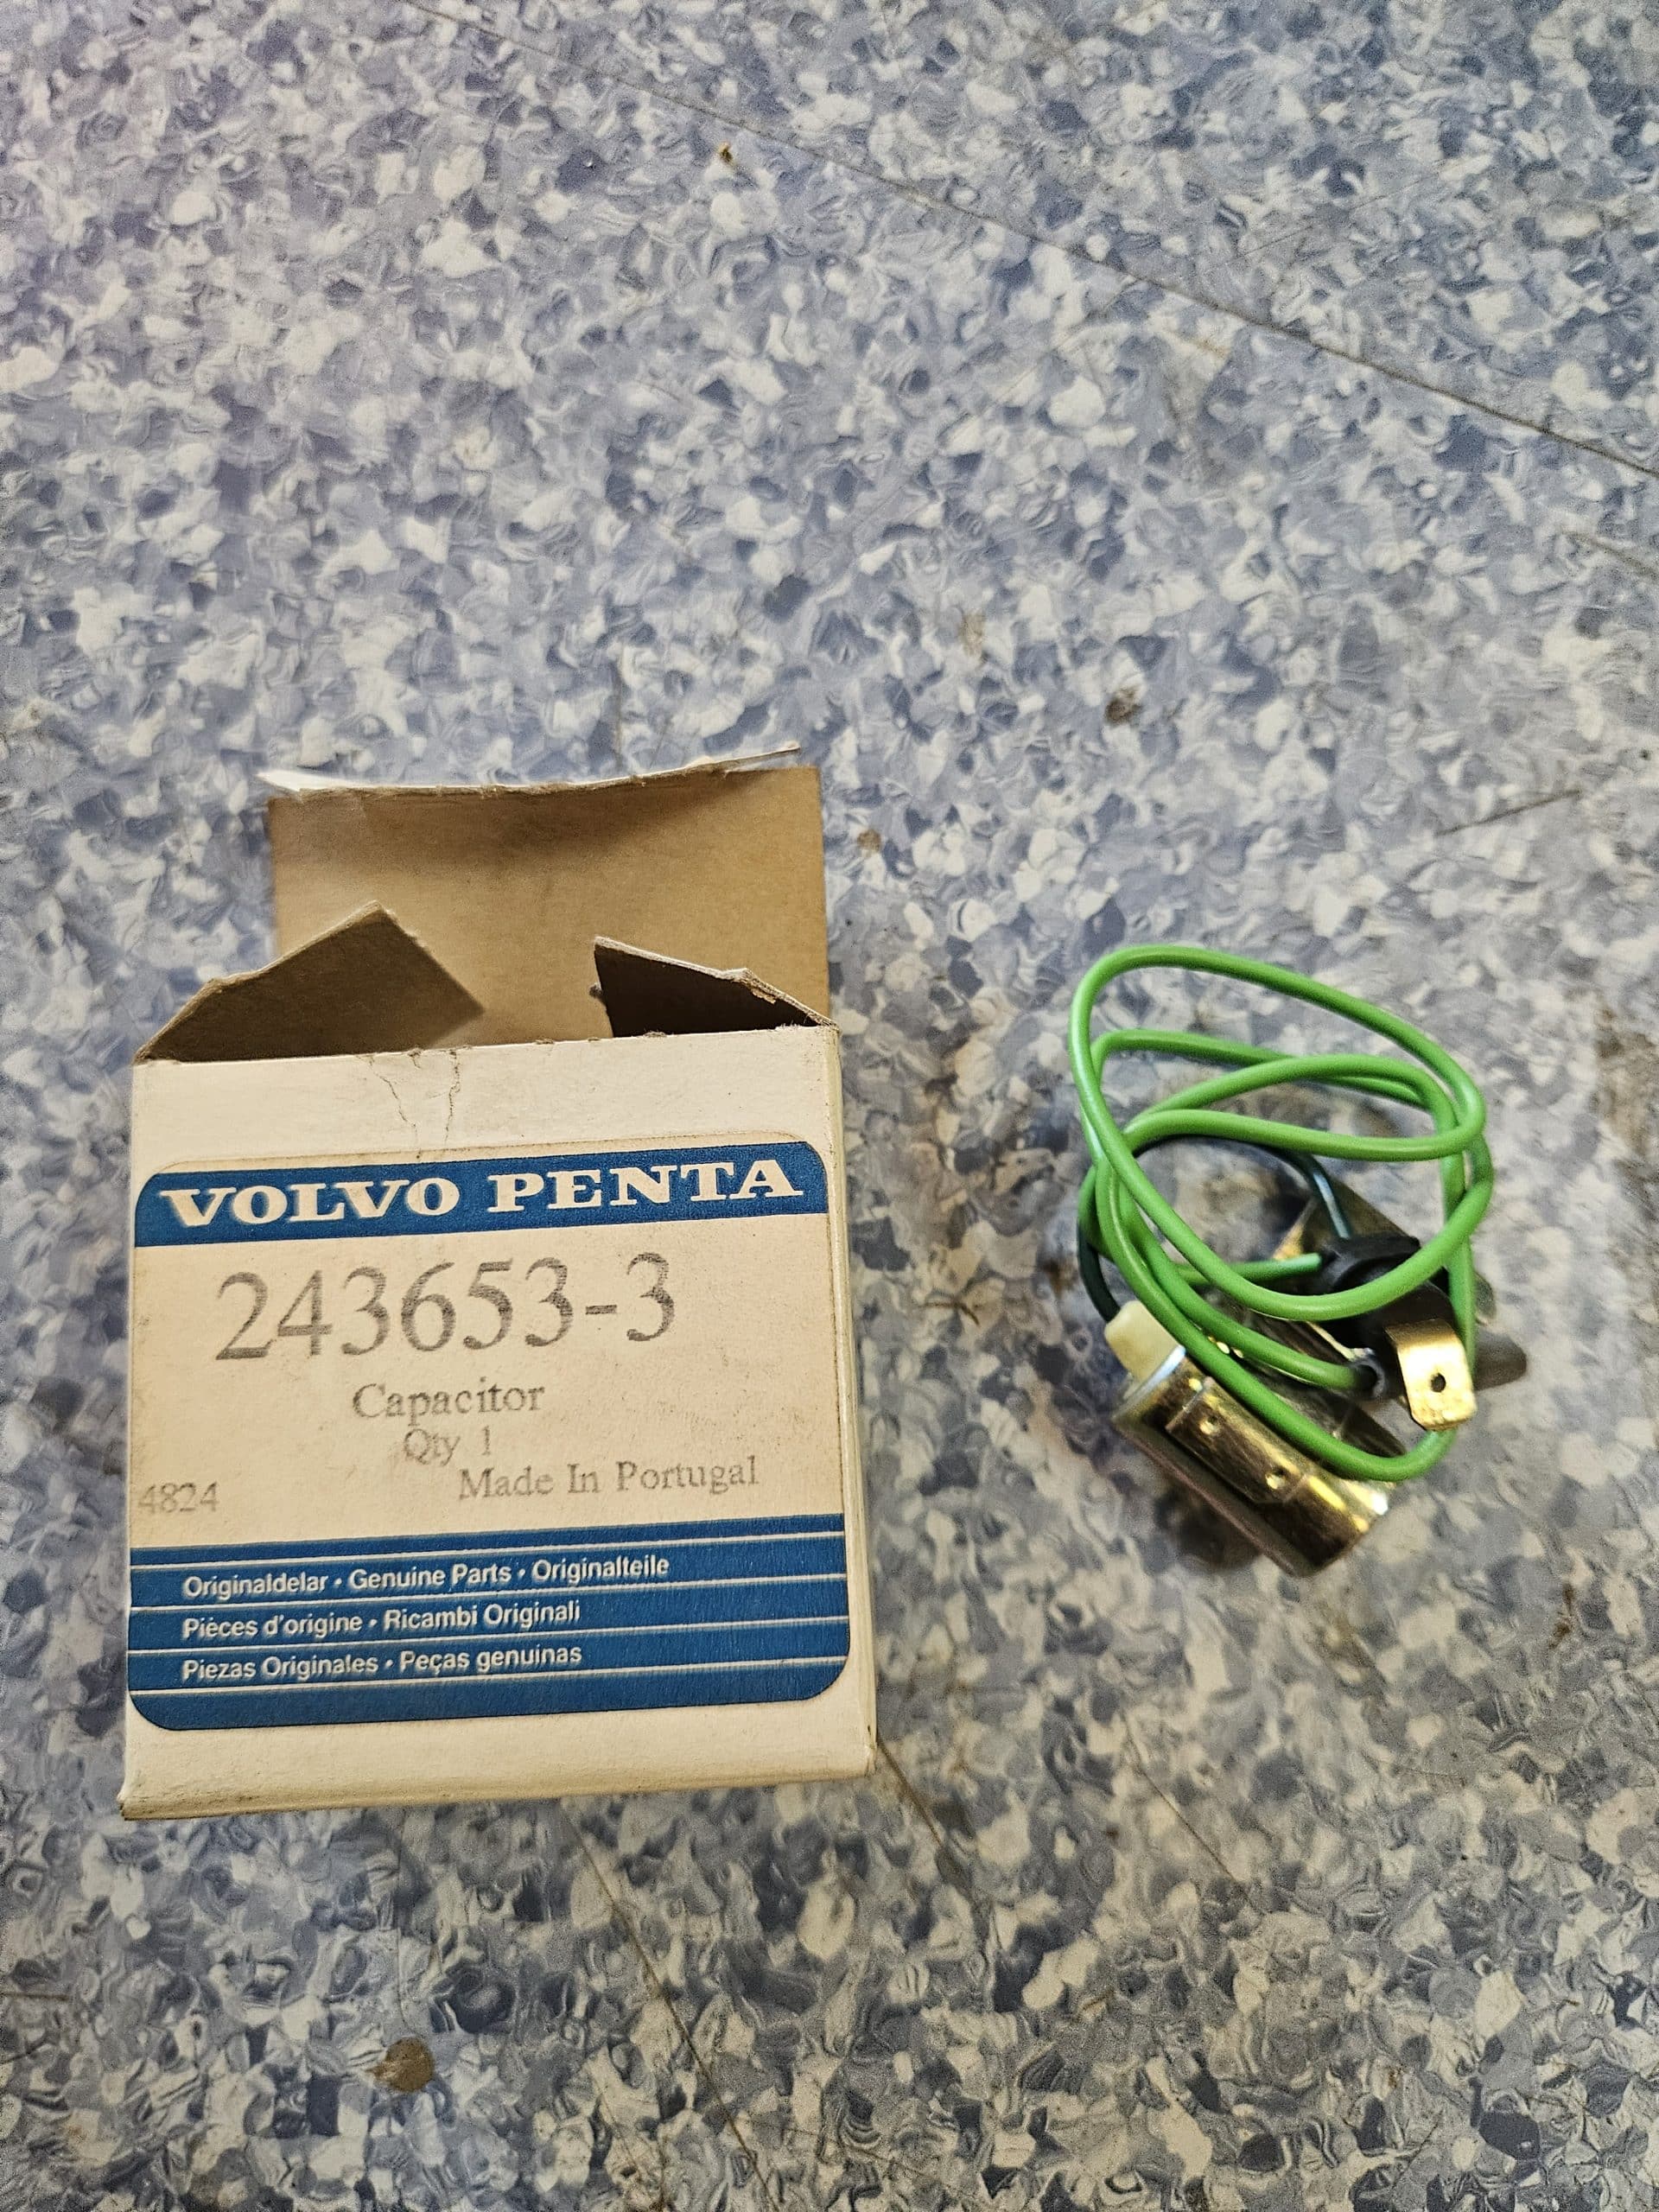 VOLVO PENTA
243653-3
Capacitor
Qty 1
4824 Made In Portugal
Originaldelar • Genuine Parts • Originalteile
Pièces d'origine • Ricambi Originali
Piezas Originales • Peças genuínas